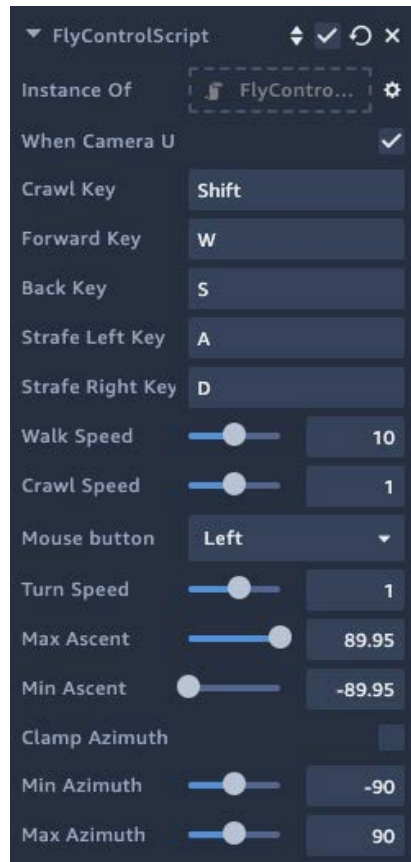 FlyControlScript
Instance Of FlyContro...
When Camera U
Crawl Key Shift
Forward Key W
Back Key S
Strafe Left Key A
Strafe Right Key D
Walk Speed 10
Crawl Speed 1
Mouse button Left
Turn Speed 1
Max Ascent 89.95
Min Ascent -89.95
Clamp Azimuth
Min Azimuth -90
Max Azimuth 90